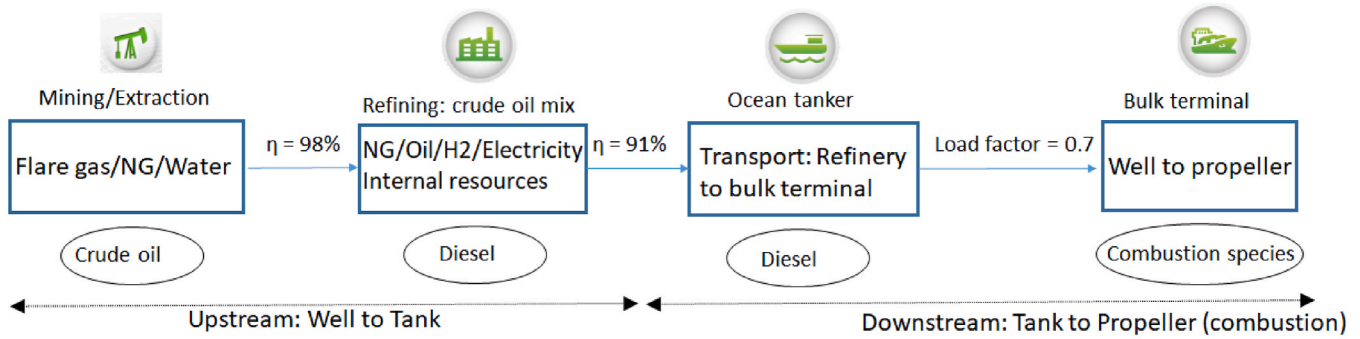 Mining/Extraction
Refining: crude oil mix
Ocean tanker
Bulk terminal
Flare gas/NG/Water
η = 98%
NG/Oil/H2/Electricity
Internal resources
η = 91%
Transport: Refinery
to bulk terminal
Load factor = 0.7
Well to propeller
Crude oil
Diesel
Diesel
Combustion species
Upstream: Well to Tank
Downstream: Tank to Propeller (combustion)